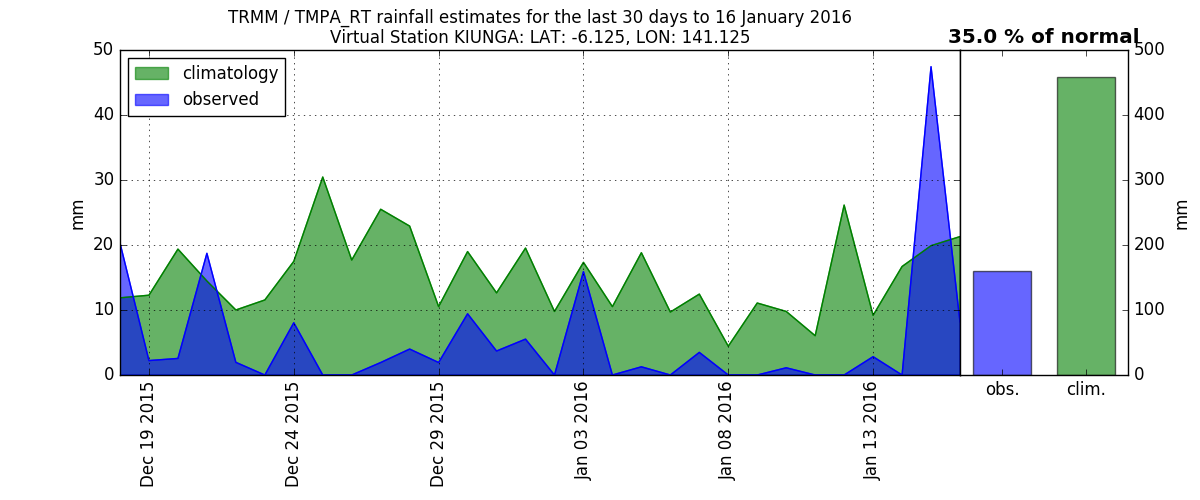 TRMM / TMPA_RT rainfall estimates for the last 30 days to 16 January 2016
Virtual Station KIUNGA: LAT: -6.125, LON: 141.125
35.0 % of normal
climatology
observed
50
40
30
20
10
0
mm
Dec 19 2015
Dec 24 2015
Dec 29 2015
Jan 03 2016
Jan 08 2016
Jan 13 2016
obs.
clim.
500
400
300
200
100
0
mm